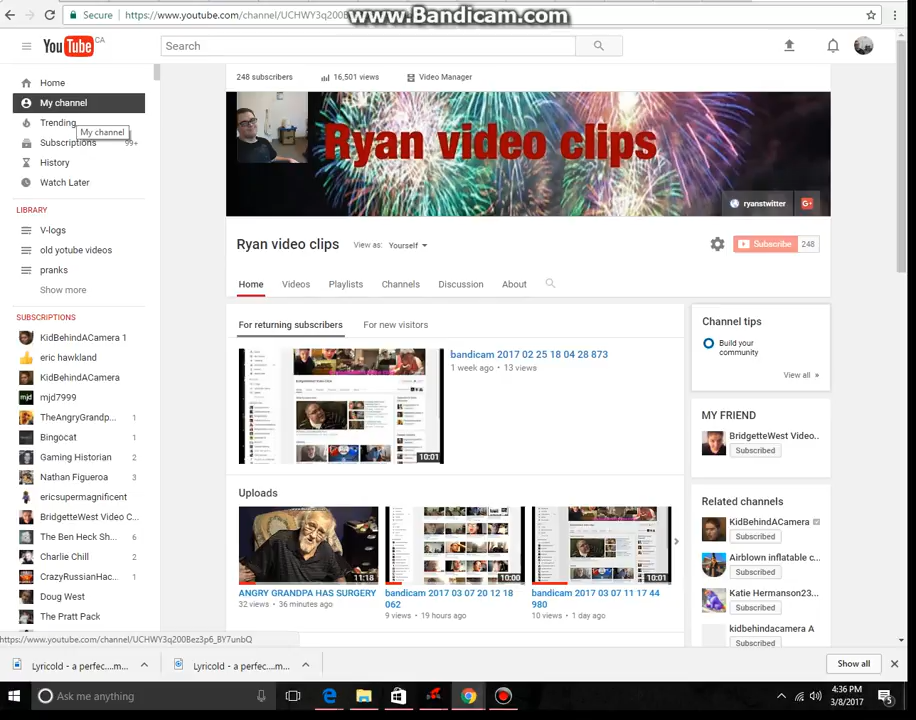 Secure https://www.youtube.com/channel/UCHWY3q200B
www.Bandicam.com
YouTube CA
Search
Home
My channel
Trending
My channel
Subscriptions 99+
History
Watch Later
LIBRARY
V-logs
old yotube videos
pranks
Show more
SUBSCRIPTIONS
KidBehindACamera 1
eric hawkland
KidBehindACamera
mjd7999
TheAngryGrandp... 1
Bingocat 1
Gaming Historian 2
Nathan Figueroa 3
ericsupermagnificent
BridgetteWest Video C...
The Ben Heck Sh... 6
Charlie Chill 2
CrazyRussianHac... 1
Doug West
The Pratt Pack
248 subscribers 16,501 views Video Manager
Ryan video clips
ryanstwitter G+
Ryan video clips View as: Yourself
Subscribe 248
Home Videos Playlists Channels Discussion About
For returning subscribers For new visitors
bandicam 2017 02 25 18 04 28 873
1 week ago • 13 views
10:01
Uploads
11:18
ANGRY GRANDPA HAS SURGERY
32 views • 36 minutes ago
10:00
bandicam 2017 03 07 20 12 18
062
9 views • 19 hours ago
10:01
bandicam 2017 03 07 11 17 44
980
10 views • 1 day ago
Channel tips
Build your
community
View all »
MY FRIEND
BridgetteWest Video..
Subscribed
Related channels
KidBehindACamera
Subscribed
Airblown inflatable c...
Subscribed
Katie Hermanson23...
Subscribed
kidbehindacamera A
Subscribed
https://www.youtube.com/channel/UCHWY3q200Bez3p6_BY7unbQ
Lyricold - a perfec....m...
Lyricold - a perfec....m...
Show all
Ask me anything
4:36 PM
3/8/2017
5